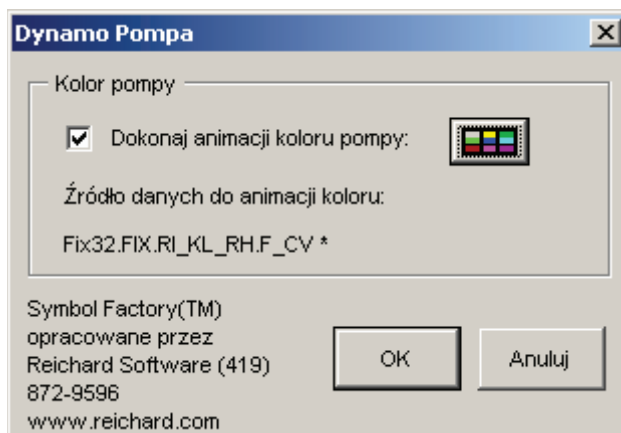 Dynamo Pompa
Kolor pompy
Dokonaj animacji koloru pompy:
Źródło danych do animacji koloru:
Fix32.FIX.RI_KL_RH.F_CV *
Symbol Factory(TM)
opracowane przez
Reichard Software (419)
872-9596
www.reichard.com
OK
Anuluj